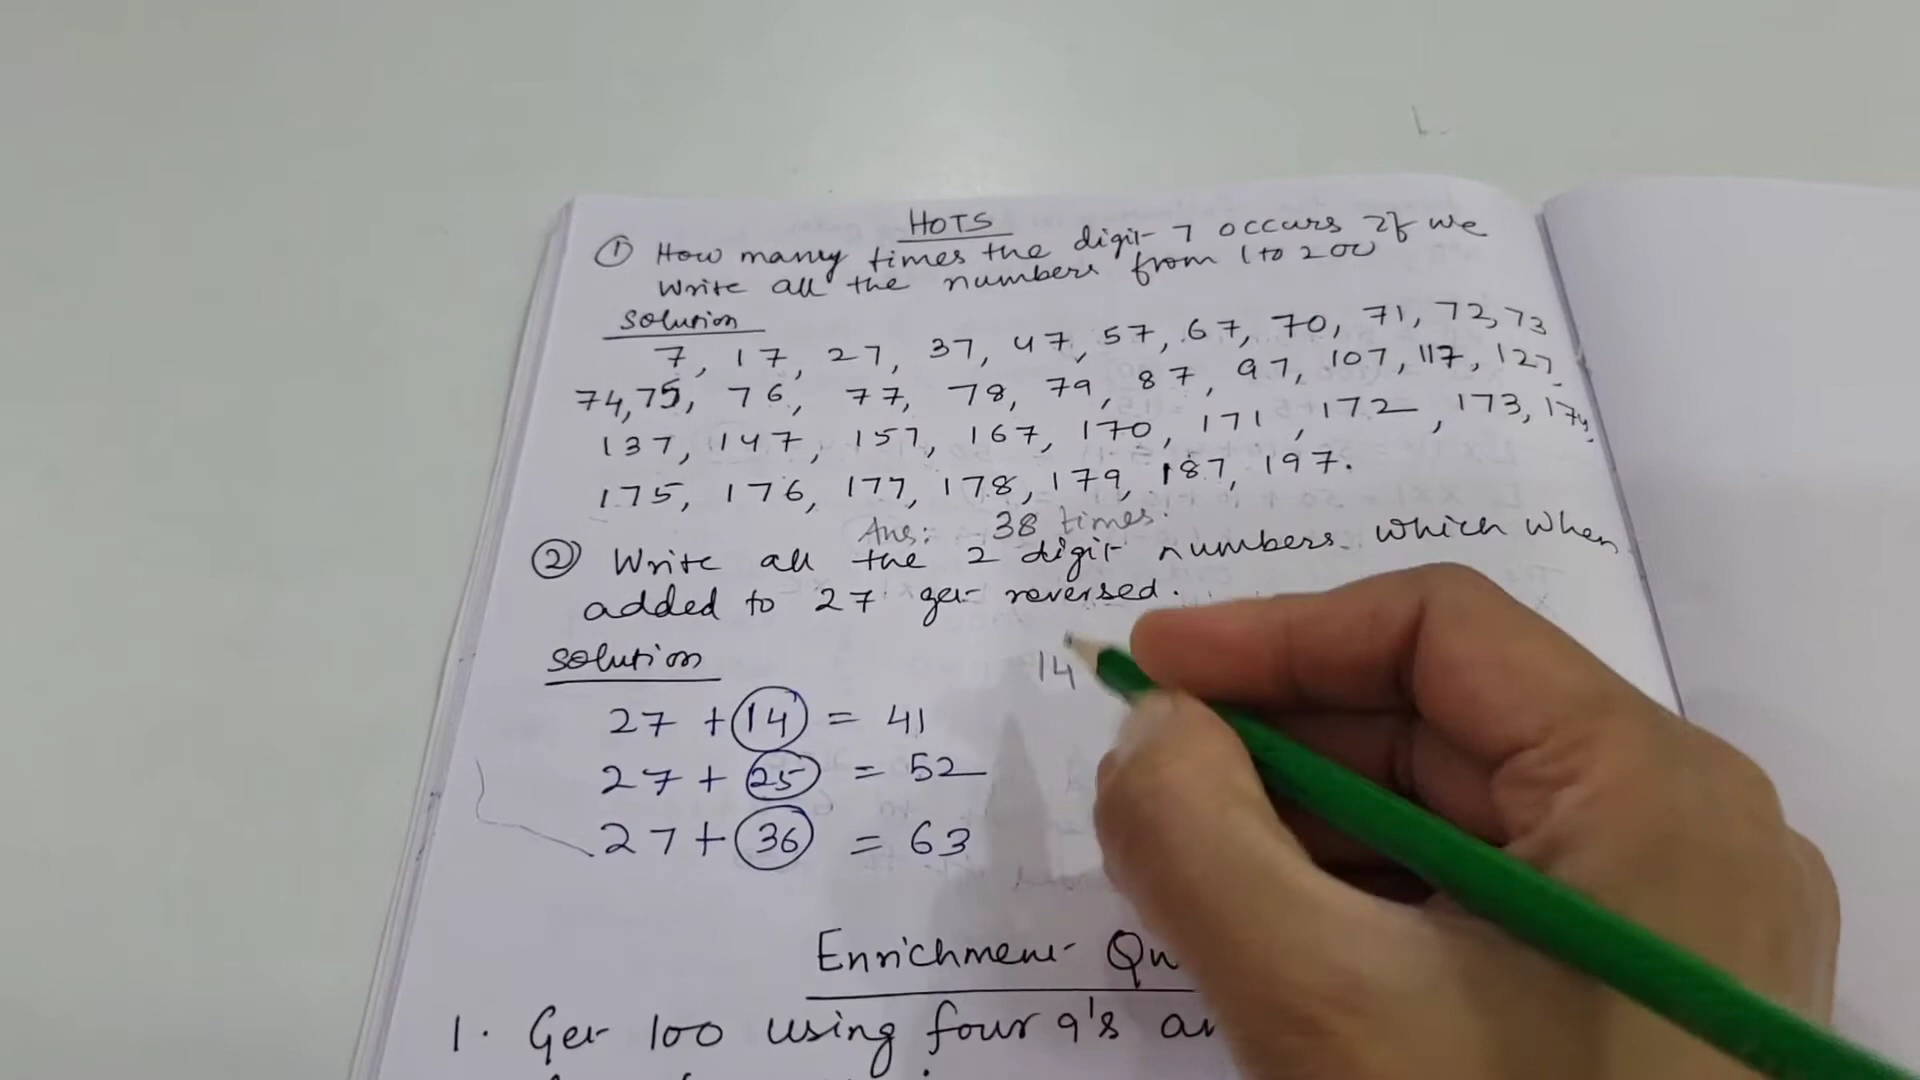 HOTS
① How many times the digit 7 occurs If we
Write all the numbers from 1 to 200
Solution
7, 17, 27, 37, 47, 57, 67, 70, 71, 72, 73
74, 75, 76, 77, 78, 79, 87, 97, 107, 117, 127,
137, 147, 157, 167, 170, 171, 172, 173, 174,
175, 176, 177, 178, 179, 187, 197.
Ans: 38 times.
② Write all the 2 digit numbers which when
added to 27 get reversed.
Solution
14
27 + 14 = 41
27 + 25 = 52
27 + 36 = 63
Enrichment Qu
1. Get 100 using four 9's